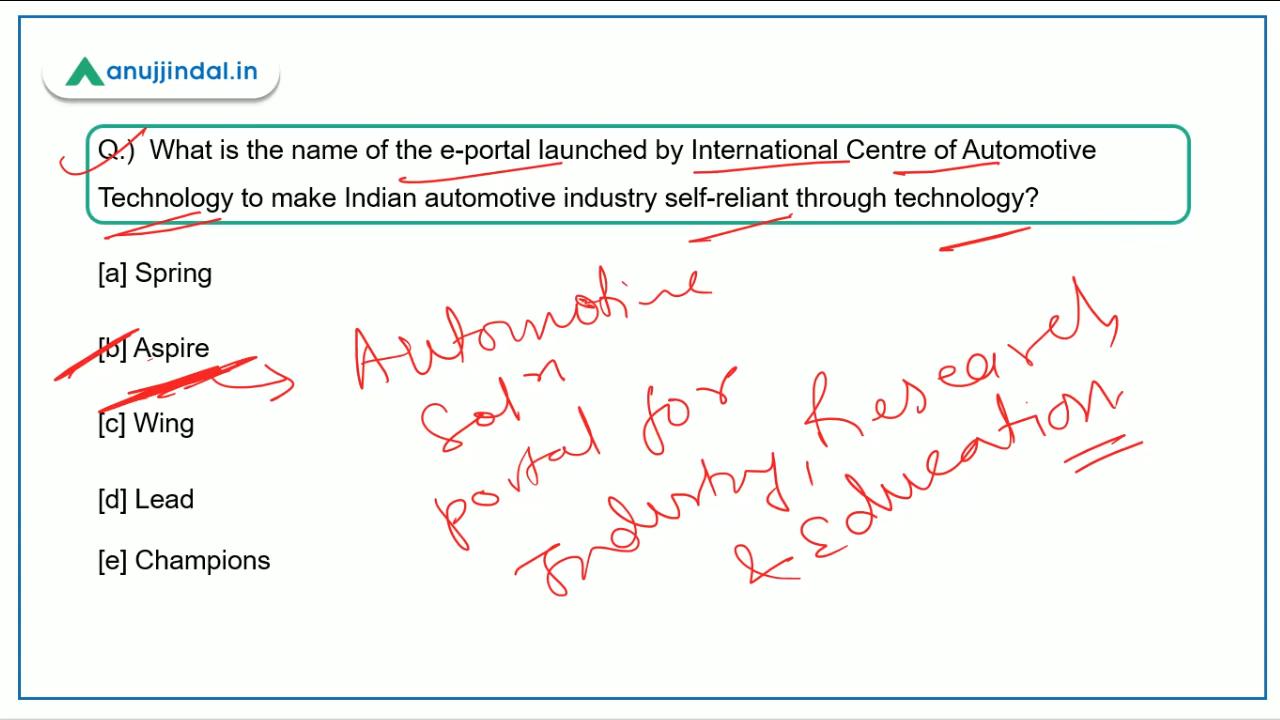 anujjindal.in
Q.) What is the name of the e-portal launched by International Centre of Automotive
Technology to make Indian automotive industry self-reliant through technology?
[a] Spring
[b] Aspire
[c] Wing
[d] Lead
[e] Champions
Automotive
Sol n
portal for
Industry, Research
& Education